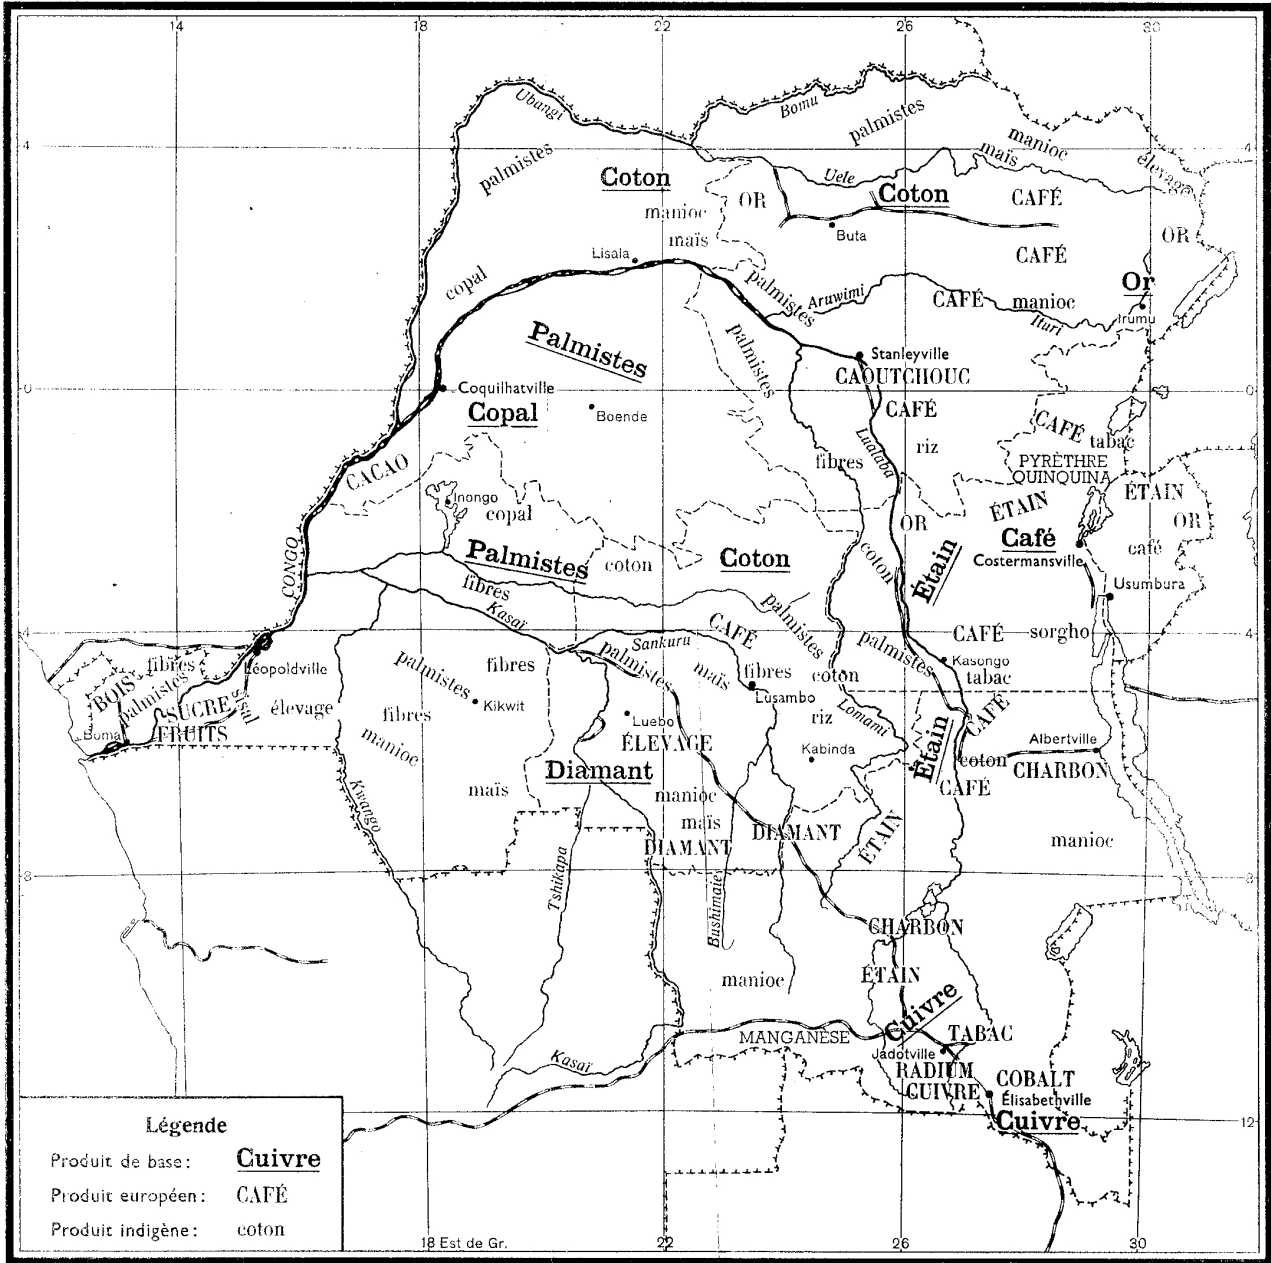 14
18
22
26
30
Ubangi
Bomu
palmistes
manioc
maïs
élevage
4
4
palmistes
Coton
Uele
Coton
CAFÉ
OR
manioc
maïs
Buta
OR
CAFÉ
Lisala
copal
palmistes
Aruwimi
CAFÉ
manioc
Or
Irumu
Ituri
Palmistes
palmistes
Stanleyville
CAOUTCHOUC
0
0
Coquilhatville
Copal
Boende
CAFÉ
CAFÉ
tabac
riz
Lualaba
fibres
CACAO
PYRÈTHRE
QUINQUINA
Inongo
copal
ÉTAIN
ÉTAIN
OR
OR
Café
café
CONGO
Palmistes
coton
Coton
coton
Étain
Costermansville
Usumbura
fibres
Kasaï
palmistes
4
4
Sankuru
CAFÉ
CAFÉ
sorgho
palmistes
Kasongo
tabac
fibres
Léopoldville
palmistes
fibres
palmistes
maïs
fibres
Lusambo
coton
BOIS
palmistes
SUCRE
sisal
élevage
Kikwit
fibres
Luebo
riz
Lomani
CAFÉ
Boma
FRUITS
manioc
ÉLEVAGE
Kabinda
Étain
Albertville
coton
CHARBON
CAFÉ
Diamant
maïs
Kwango
manioc
maïs
DIAMANT
DIAMANT
ÉTAIN
manioc
8
8
Tshikapa
Bushimaie
CHARBON
manioc
ÉTAIN
Cuivre
MANGANÈSE
TABAC
Jadotville
Kasaï
RADIUM
CUIVRE
COBALT
Élisabethville
Cuivre
12
Légende
Produit de base : Cuivre
Produit européen : CAFÉ
Produit indigène : coton
18 Est de Gr.
22
26
30